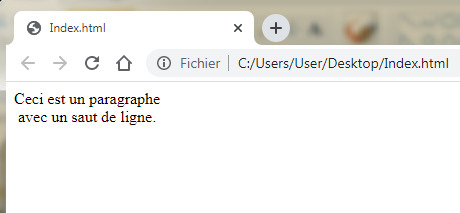 Index.html
Fichier C:/Users/User/Desktop/Index.html
Ceci est un paragraphe
avec un saut de ligne.